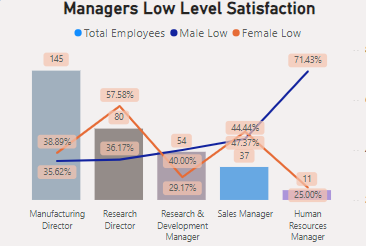 Managers Low Level Satisfaction
Total Employees Male Low Female Low
145
71.43%
57.58%
80
44.44%
38.89%
36.17%
54
47.37%
40.00%
37
35.62%
29.17%
11
25.00%
Manufacturing Director
Research Director
Research & Development Manager
Sales Manager
Human Resources Manager